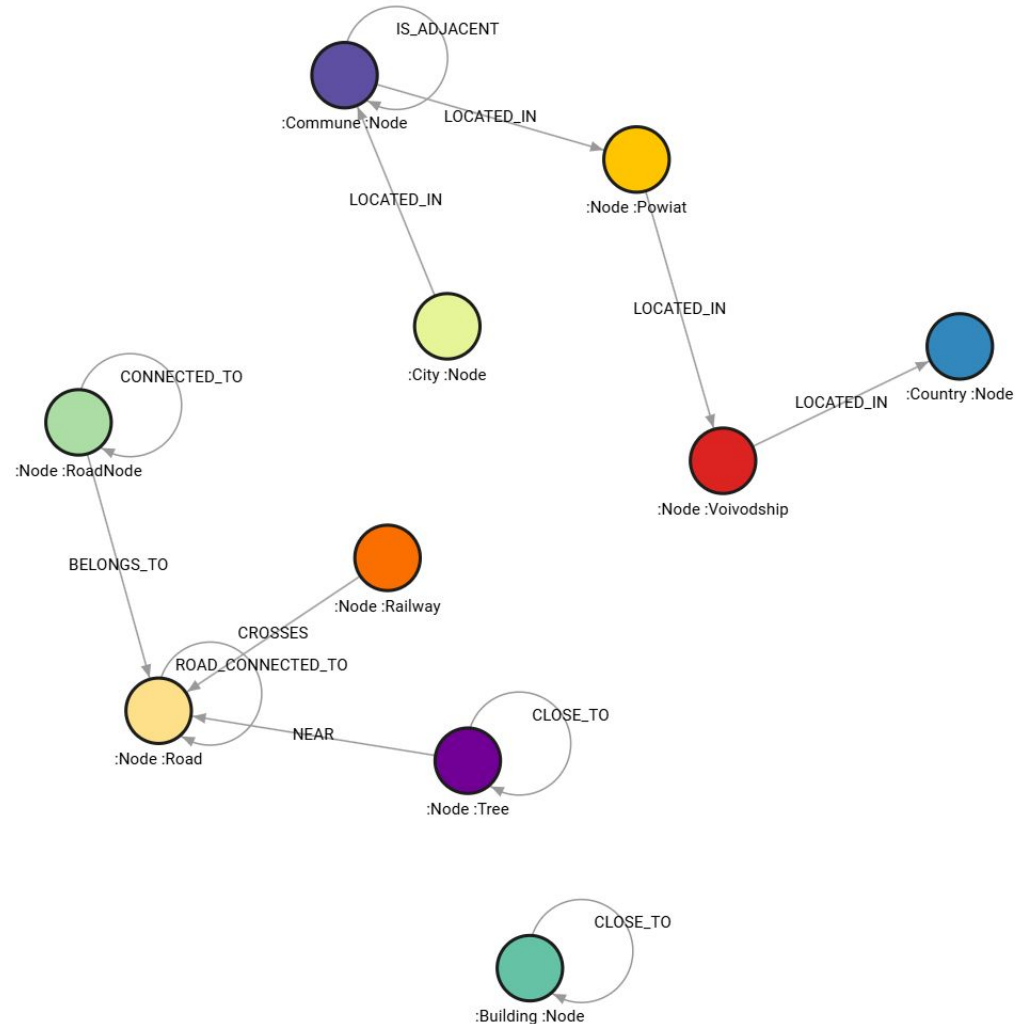 IS_ADJACENT
:Commune :Node
LOCATED_IN
:Node :Powiat
LOCATED_IN
LOCATED_IN
:City :Node
CONNECTED_TO
:Country :Node
LOCATED_IN
:Node :RoadNode
:Node :Voivodship
BELONGS_TO
:Node :Railway
CROSSES
ROAD_CONNECTED_TO
NEAR
CLOSE_TO
:Node :Road
:Node :Tree
CLOSE_TO
:Building :Node